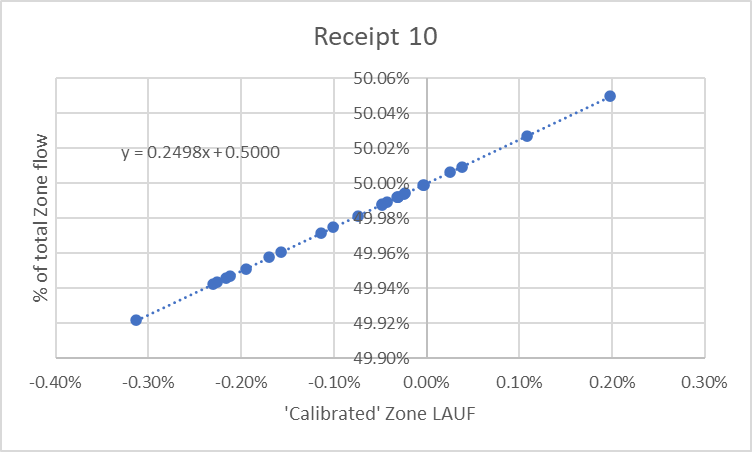 Receipt 10
% of total Zone flow
50.06%
50.04%
50.02%
50.00%
49.98%
49.96%
49.94%
49.92%
49.90%
y = 0.2498x + 0.5000
-0.40% -0.30% -0.20% -0.10% 0.00% 0.10% 0.20% 0.30%
'Calibrated' Zone LAUF